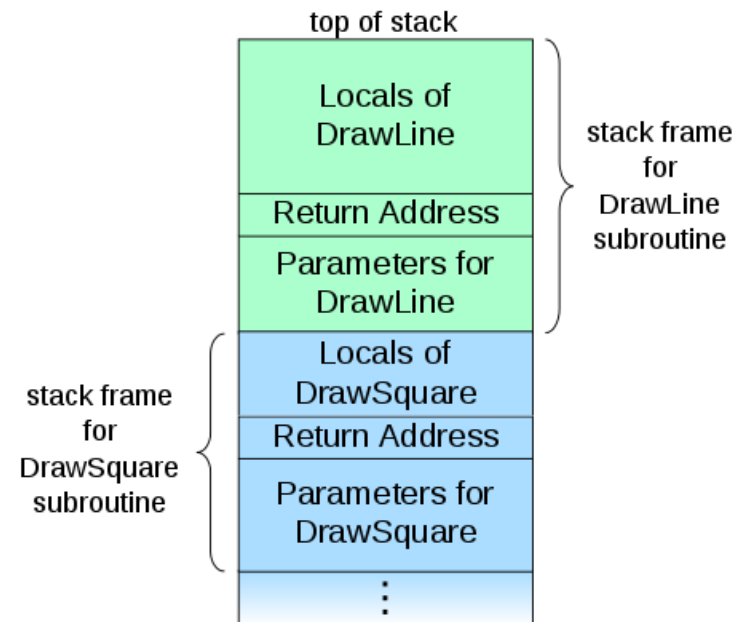 top of stack
Locals of
DrawLine
Return Address
Parameters for
DrawLine
stack frame
for
DrawLine
subroutine
Locals of
DrawSquare
Return Address
Parameters for
DrawSquare
stack frame
for
DrawSquare
subroutine
⋮